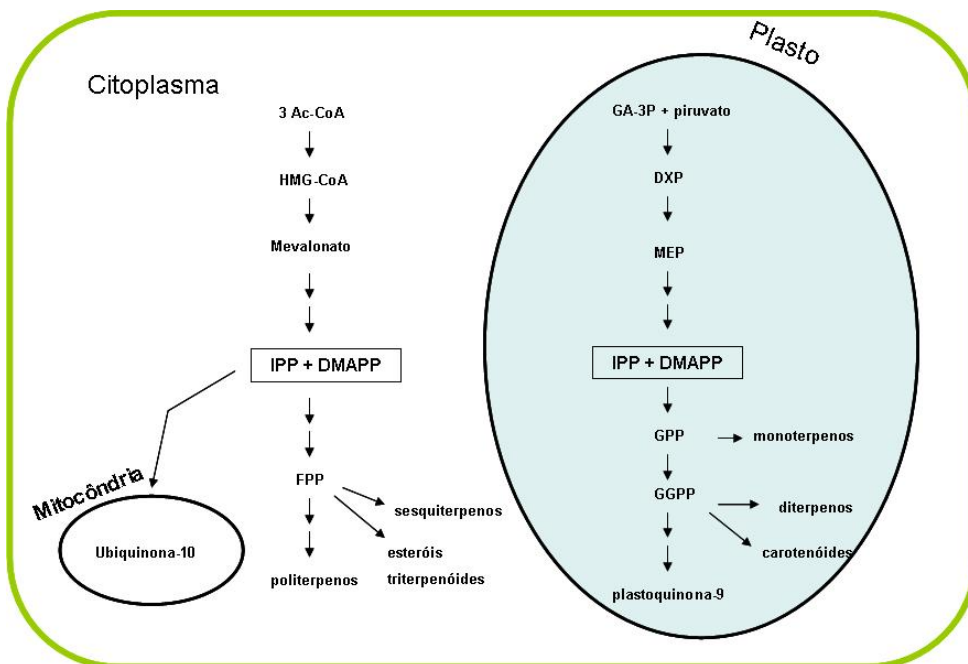 Citoplasma
3 Ac-CoA
HMG-CoA
Mevalonato
IPP + DMAPP
FPP
sesquiterpenos
esteróis
triterpenóides
politerpenos
Mitocôndria
Ubiquinona-10
Plasto
GA-3P + piruvato
DXP
MEP
IPP + DMAPP
GPP
monoterpenos
GGPP
diterpenos
carotenóides
plastoquinona-9